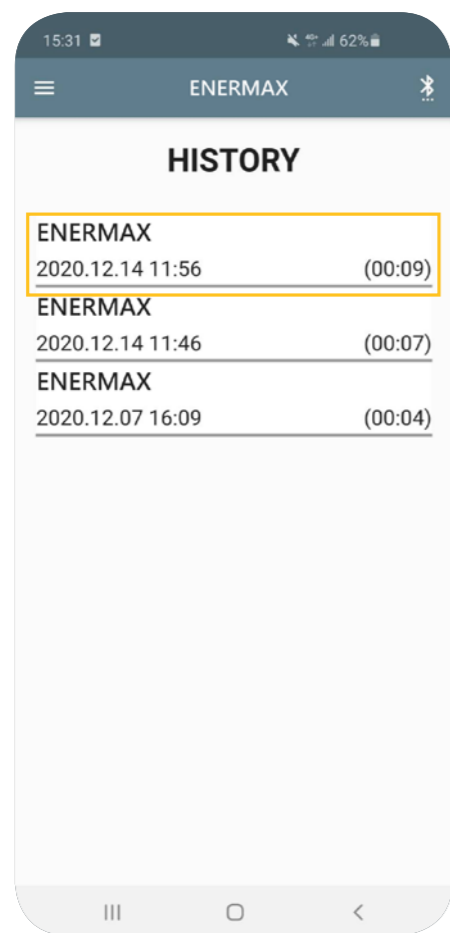 15:31
62%
ENERMAX
HISTORY
ENERMAX
2020.12.14 11:56 (00:09)
ENERMAX
2020.12.14 11:46 (00:07)
ENERMAX
2020.12.07 16:09 (00:04)